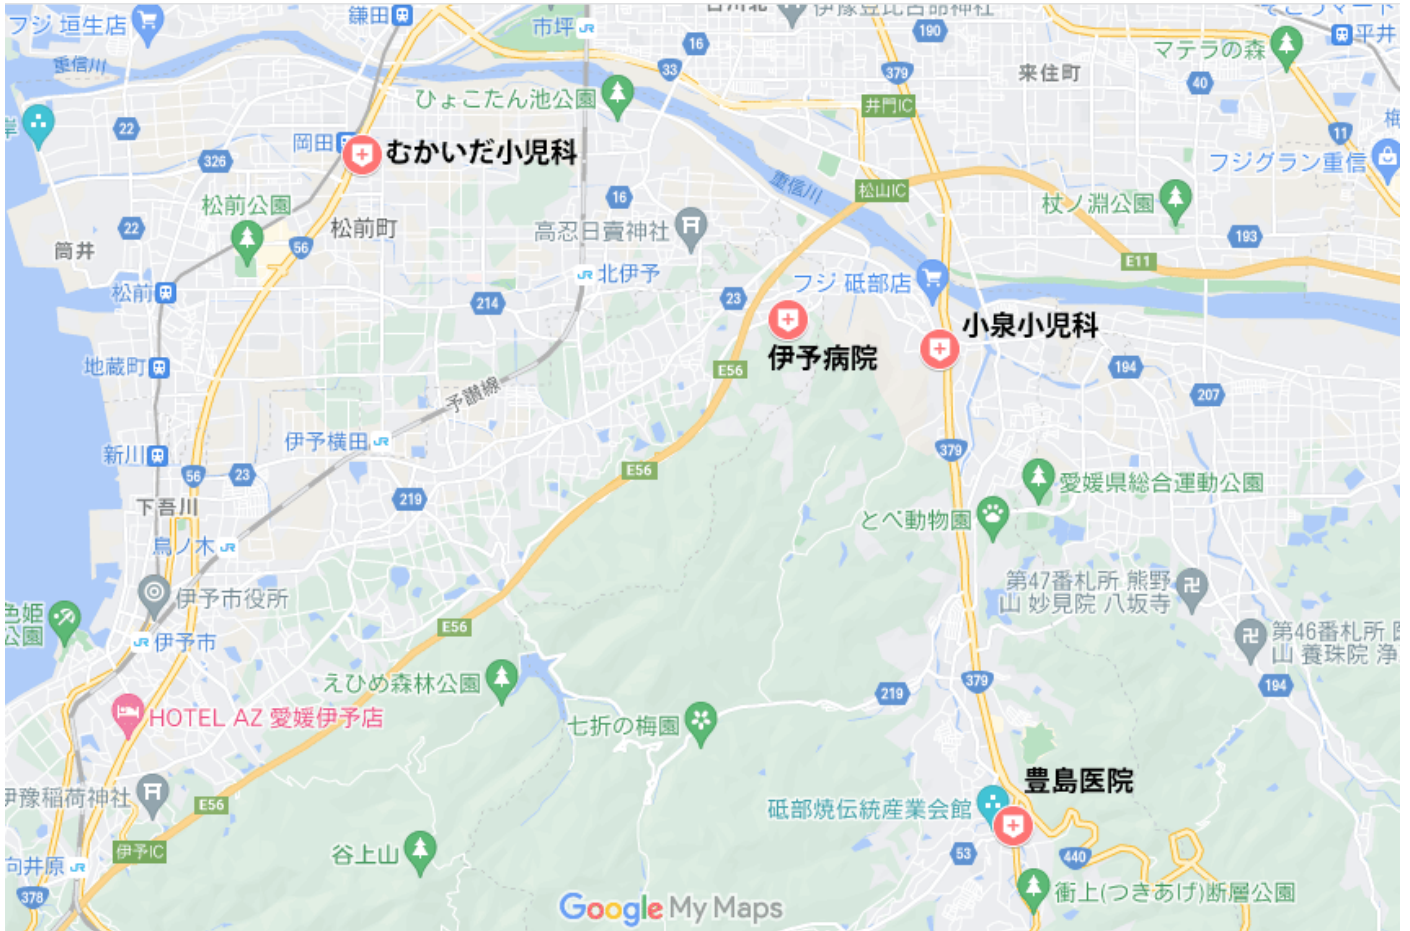 フジ 垣生店
鎌田
市坪
JR
伊豫豆比古命神社
190
平井
重信川
16
33
379
来住町
マテラの森
40
ひょこたん池公園
井門IC
22
岡田
むかいだ小児科
11
フジグラン重信
326
重信川
松山IC
16
松前公園
杖ノ淵公園
22
松前町
高忍日賣神社
193
筒井
56
E11
JR
北伊予
フジ 砥部店
松前
214
23
小泉小児科
伊予病院
地蔵町
E56
194
207
予讃線
新川
伊予横田
JR
379
56
23
E56
愛媛県総合運動公園
219
下吾川
とべ動物園
鳥ノ木
JR
第47番札所 熊野
山 妙見院 八坂寺
伊予市役所
色姫
公園
E56
第46番札所 医
山 養珠院 浄
JR
伊予市
えひめ森林公園
379
219
194
HOTEL AZ 愛媛伊予店
七折の梅園
豊島医院
伊豫稲荷神社
E56
砥部焼伝統産業会館
伊予IC
谷上山
53
440
向井原
JR
378
衝上(つきあげ)断層公園
Google My Maps